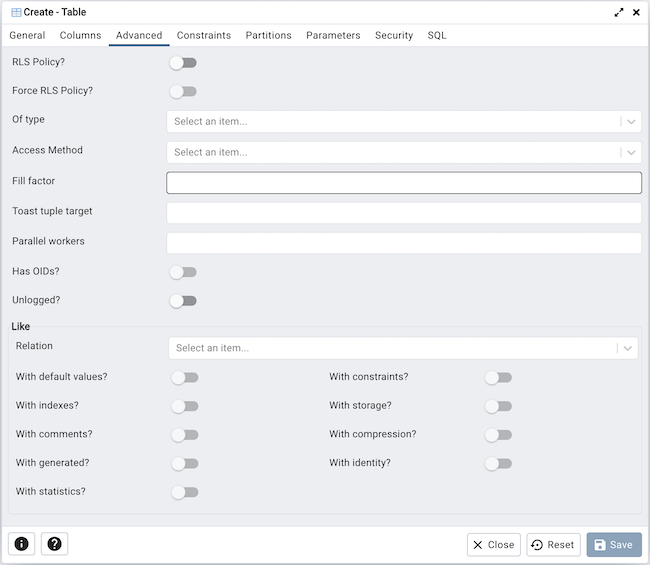 Create - Table
General Columns Advanced Constraints Partitions Parameters Security SQL
RLS Policy?
Force RLS Policy?
Of type Select an item...
Access Method Select an item...
Fill factor
Toast tuple target
Parallel workers
Has OIDs?
Unlogged?
Like
Relation Select an item...
With default values? With constraints?
With indexes? With storage?
With comments? With compression?
With generated? With identity?
With statistics?
Close Reset Save